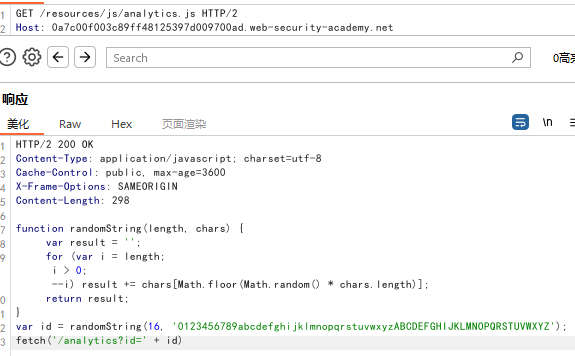 1 GET /resources/js/analytics.js HTTP/2
2 Host: 0a7c00f003c89ff48125397d009700ad.web-security-academy.net
Search
响应
美化 Raw Hex 页面渲染 \n
1 HTTP/2 200 OK
2 Content-Type: application/javascript; charset=utf-8
3 Cache-Control: public, max-age=3600
4 X-Frame-Options: SAMEORIGIN
5 Content-Length: 298
6
7 function randomString(length, chars) {
8 var result = '';
9 for (var i = length;
i > 0;
--i) result += chars[Math.floor(Math.random() * chars.length)];
0 return result;
1 }
2 var id = randomString(16, '0123456789abcdefghijklmnopqrstuvwxyzABCDEFGHIJKLMNOPQRSTUVWXYZ');
3 fetch('/analytics?id=' + id)